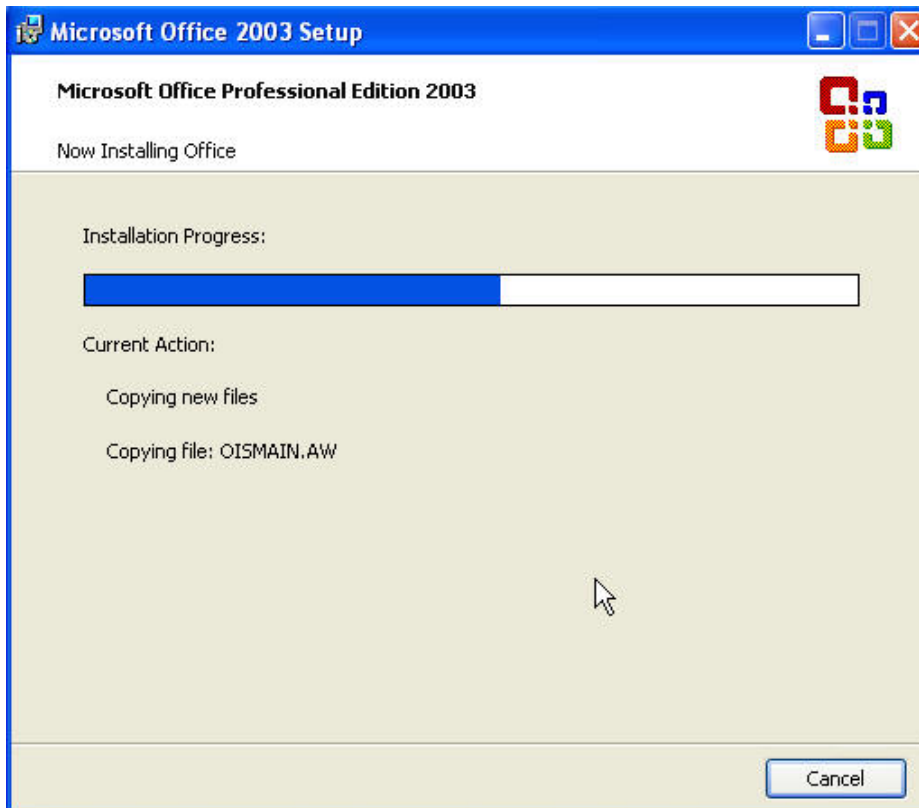 Microsoft Office 2003 Setup
Microsoft Office Professional Edition 2003
Now Installing Office
Installation Progress:
Current Action:
Copying new files
Copying file: OISMAIN.AW
Cancel